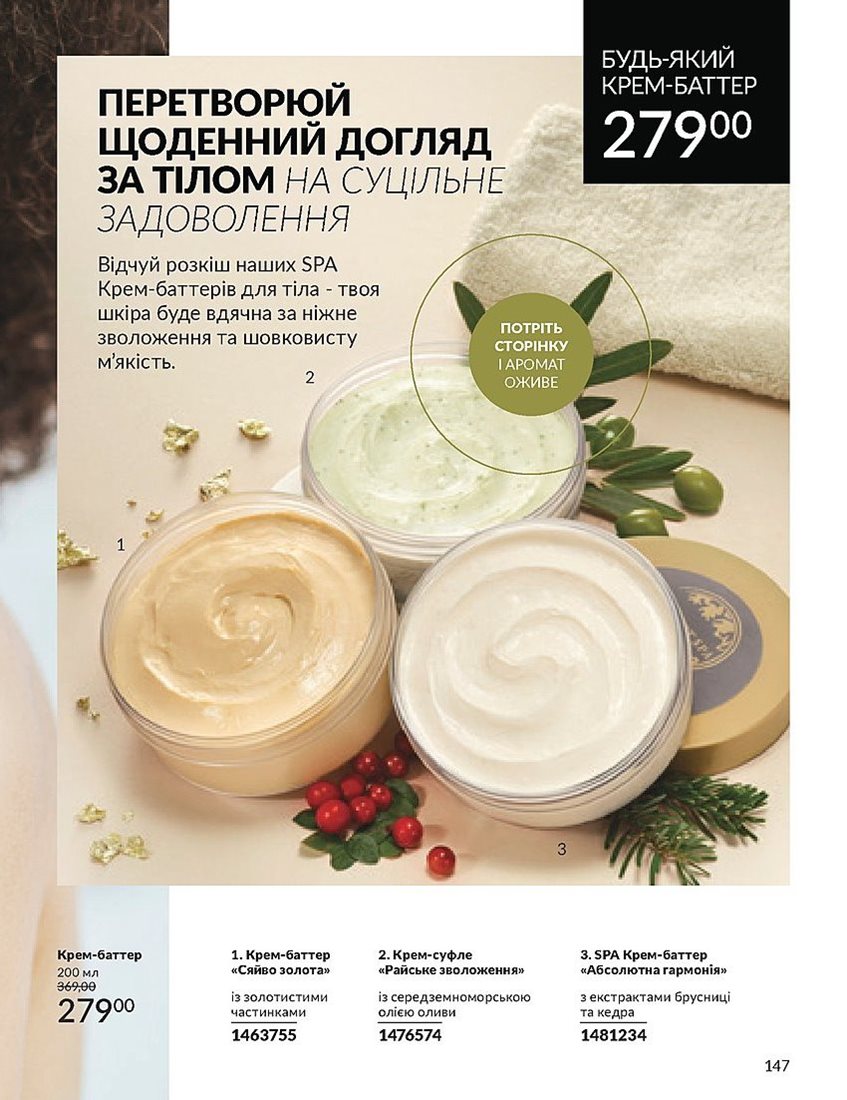 БУДЬ-ЯКИЙ
КРЕМ-БАТТЕР
279⁰⁰
ПЕРЕТВОРЮЙ
ЩОДЕННИЙ ДОГЛЯД
ЗА ТІЛОМ НА СУЦІЛЬНЕ
ЗАДОВОЛЕННЯ
Відчуй розкіш наших SPA
Крем-баттерів для тіла - твоя
шкіра буде вдячна за ніжне
зволоження та шовковисту
м'якість.
ПОТРІТЬ
СТОРІНКУ
І АРОМАТ
ОЖИВЕ
2
1
SPA
3
Крем-баттер
200 мл
369,00
279⁰⁰
1. Крем-баттер
«Сяйво золота»
із золотистими
частинками
1463755
2. Крем-суфле
«Райське зволоження»
із середземноморською
олією оливи
1476574
3. SPA Крем-баттер
«Абсолютна гармонія»
з екстрактами брусниці
та кедра
1481234
147